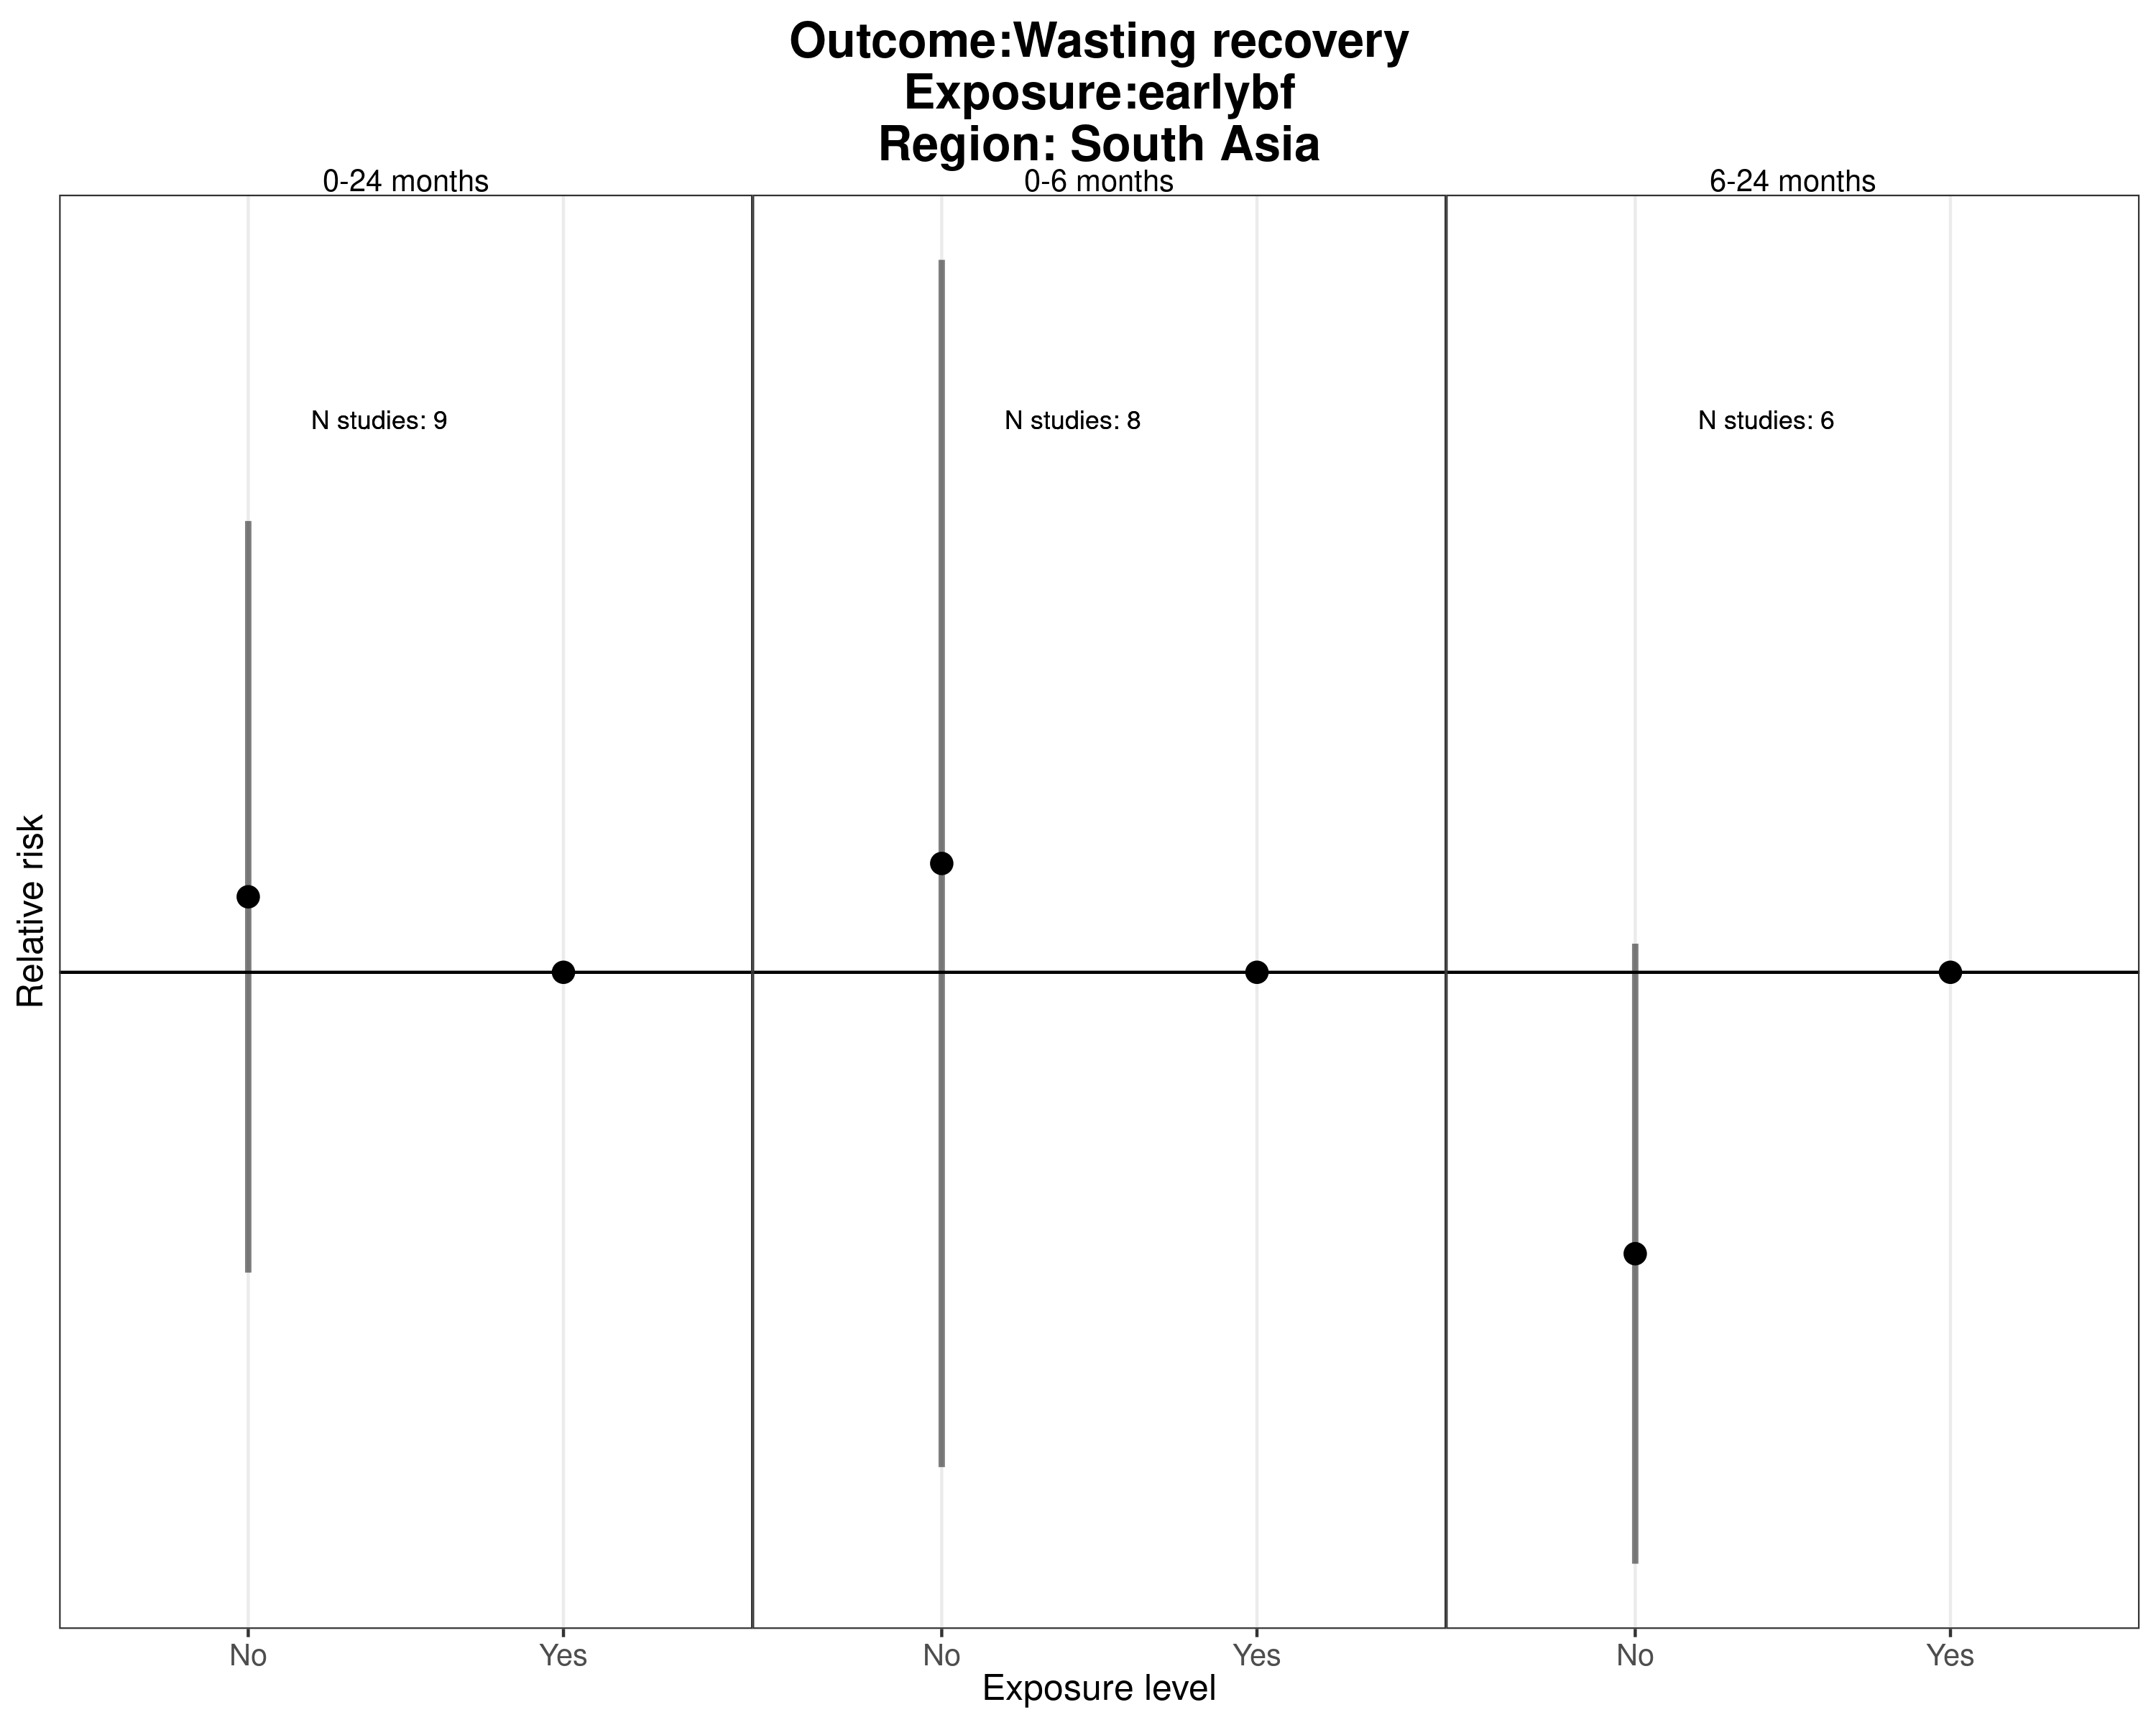 Outcome:Wasting recovery
Exposure:earlybf
Region: South Asia
0-24 months
0-6 months
6-24 months
N studies: 9
N studies: 8
N studies: 6
Relative risk
No
Yes
No
Yes
No
Yes
Exposure level